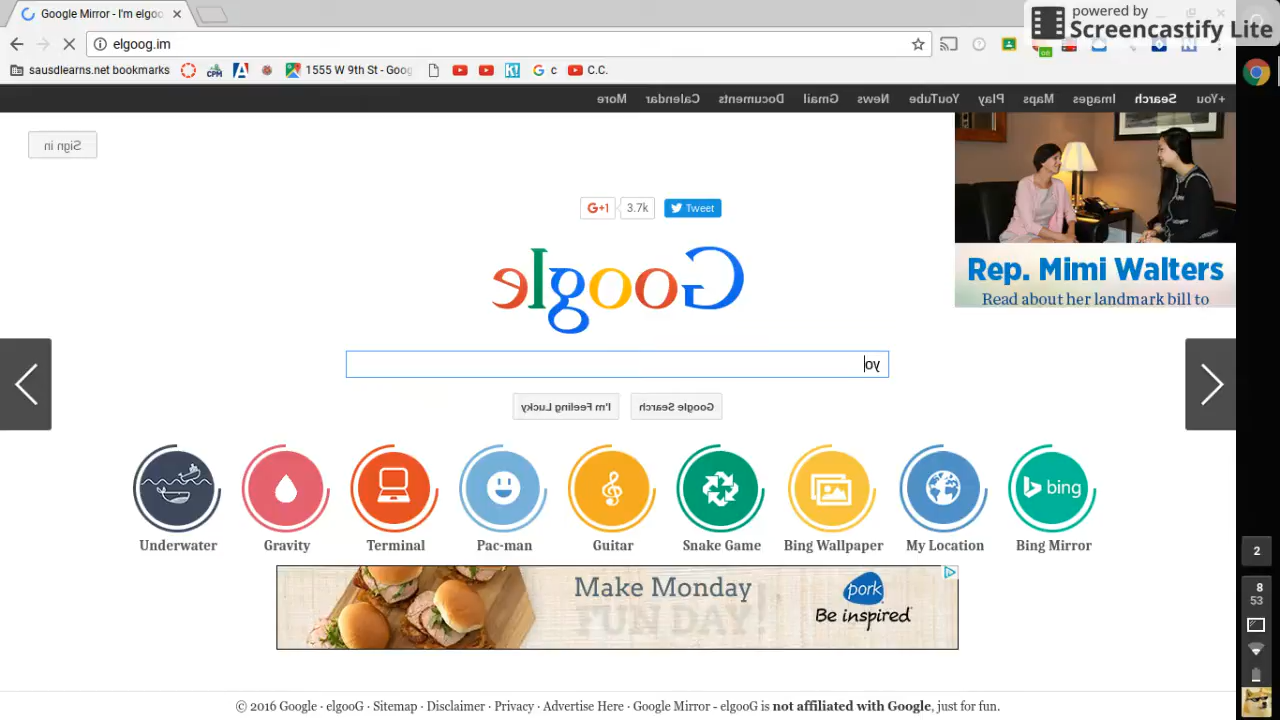 Google Mirror - I'm elgoo
powered by
Screencastify Lite
elgoog.im
sausdlearns.net bookmarks
1555 W 9th St - Goog
c
C.C.
More
Calendar
Documents
Gmail
News
YouTube
Play
Maps
Images
Search
+You
Sign in
G+1
3.7k
Tweet
Google
yo
I'm Feeling Lucky
Google Search
Rep. Mimi Walters
Read about her landmark bill to
bing
Underwater
Gravity
Terminal
Pac-man
Guitar
Snake Game
Bing Wallpaper
My Location
Bing Mirror
Make Monday
FUN DAY!
pork
Be inspired
2
8
53
© 2016 Google · elgooG · Sitemap · Disclaimer · Privacy · Advertise Here · Google Mirror - elgooG is not affiliated with Google, just for fun.